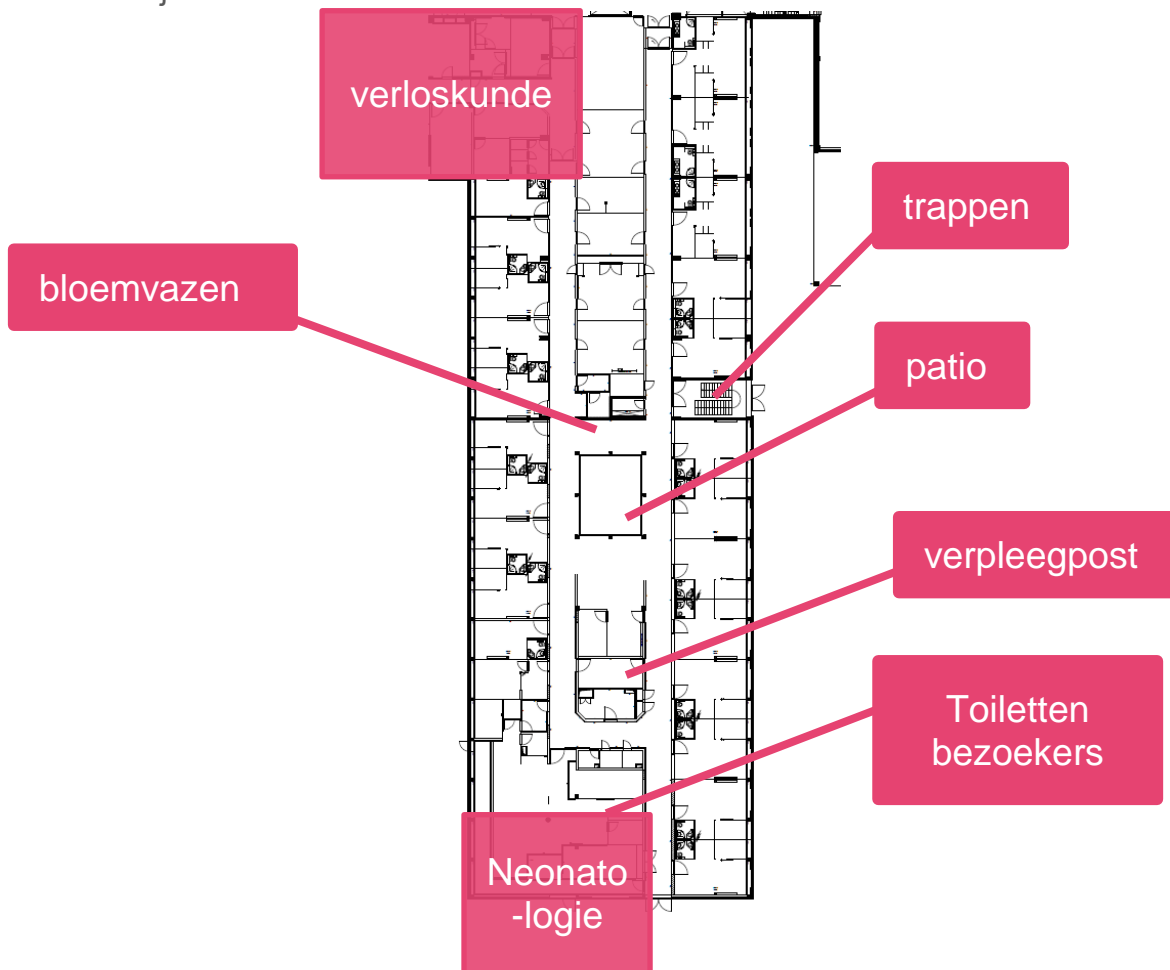 verloskunde
trappen
bloemvazen
patio
verpleegpost
Toiletten
bezoekers
Neonato
-logie